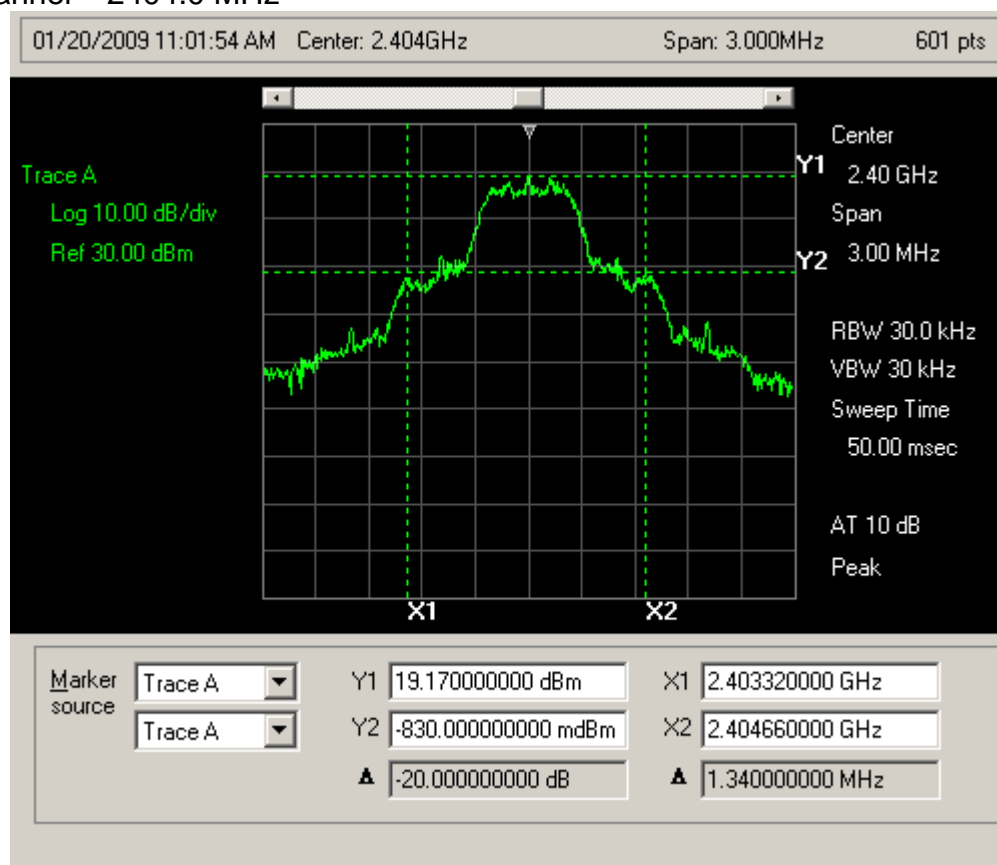 01/20/2009 11:01:54 AM Center: 2.404GHz Span: 3.000MHz 601 pts
Trace A
Log 10.00 dB/div
Ref 30.00 dBm
Y1
Y2
X1 X2
Center
2.40 GHz
Span
3.00 MHz
RBW 30.0 kHz
VBW 30 kHz
Sweep Time
50.00 msec
AT 10 dB
Peak
Marker source
Trace A
Trace A
Y1 19.170000000 dBm
Y2 -830.000000000 mdBm
Δ -20.000000000 dB
X1 2.403320000 GHz
X2 2.404660000 GHz
Δ 1.340000000 MHz